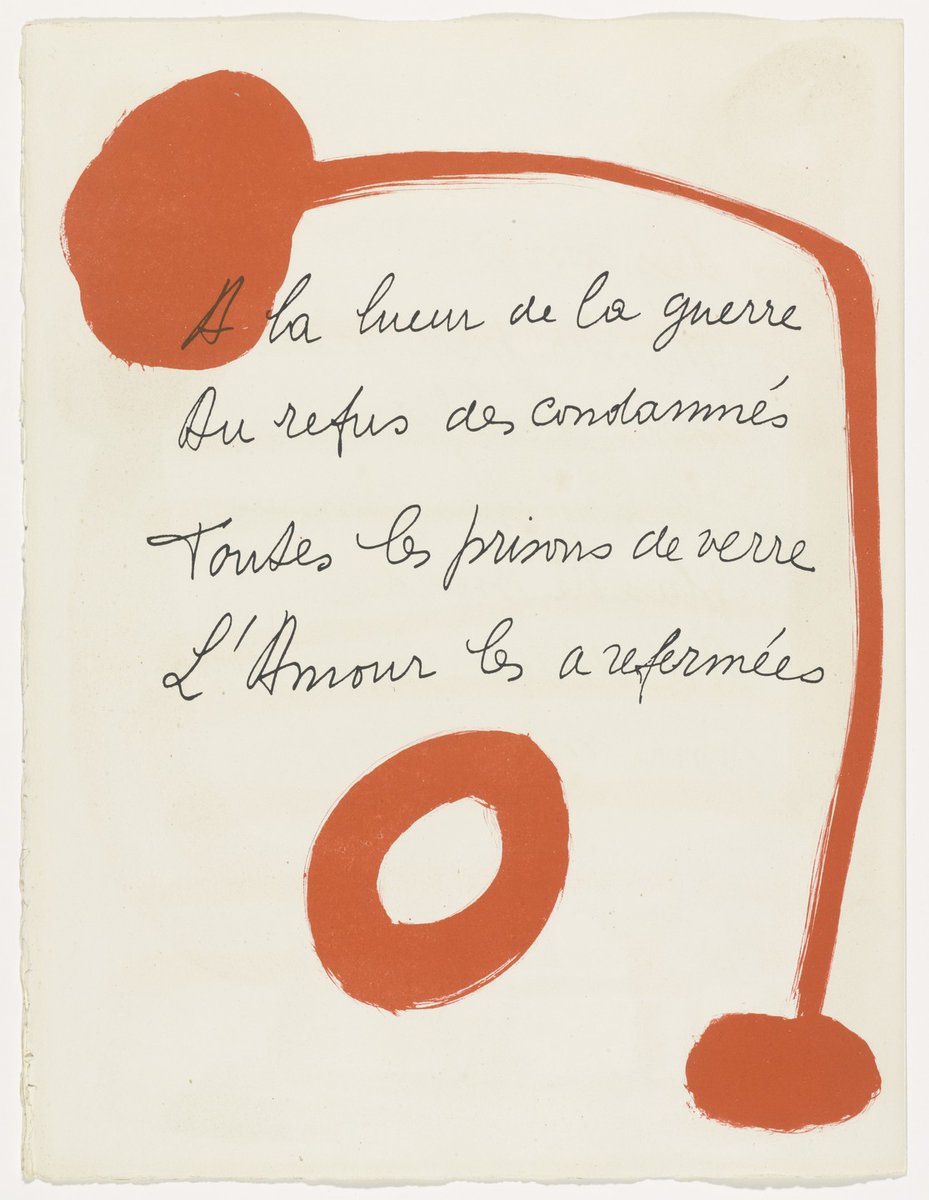 A la lueur de la guerre
Au refus des condamnés
Toutes les prisons de verre
L'Amour les a refermées